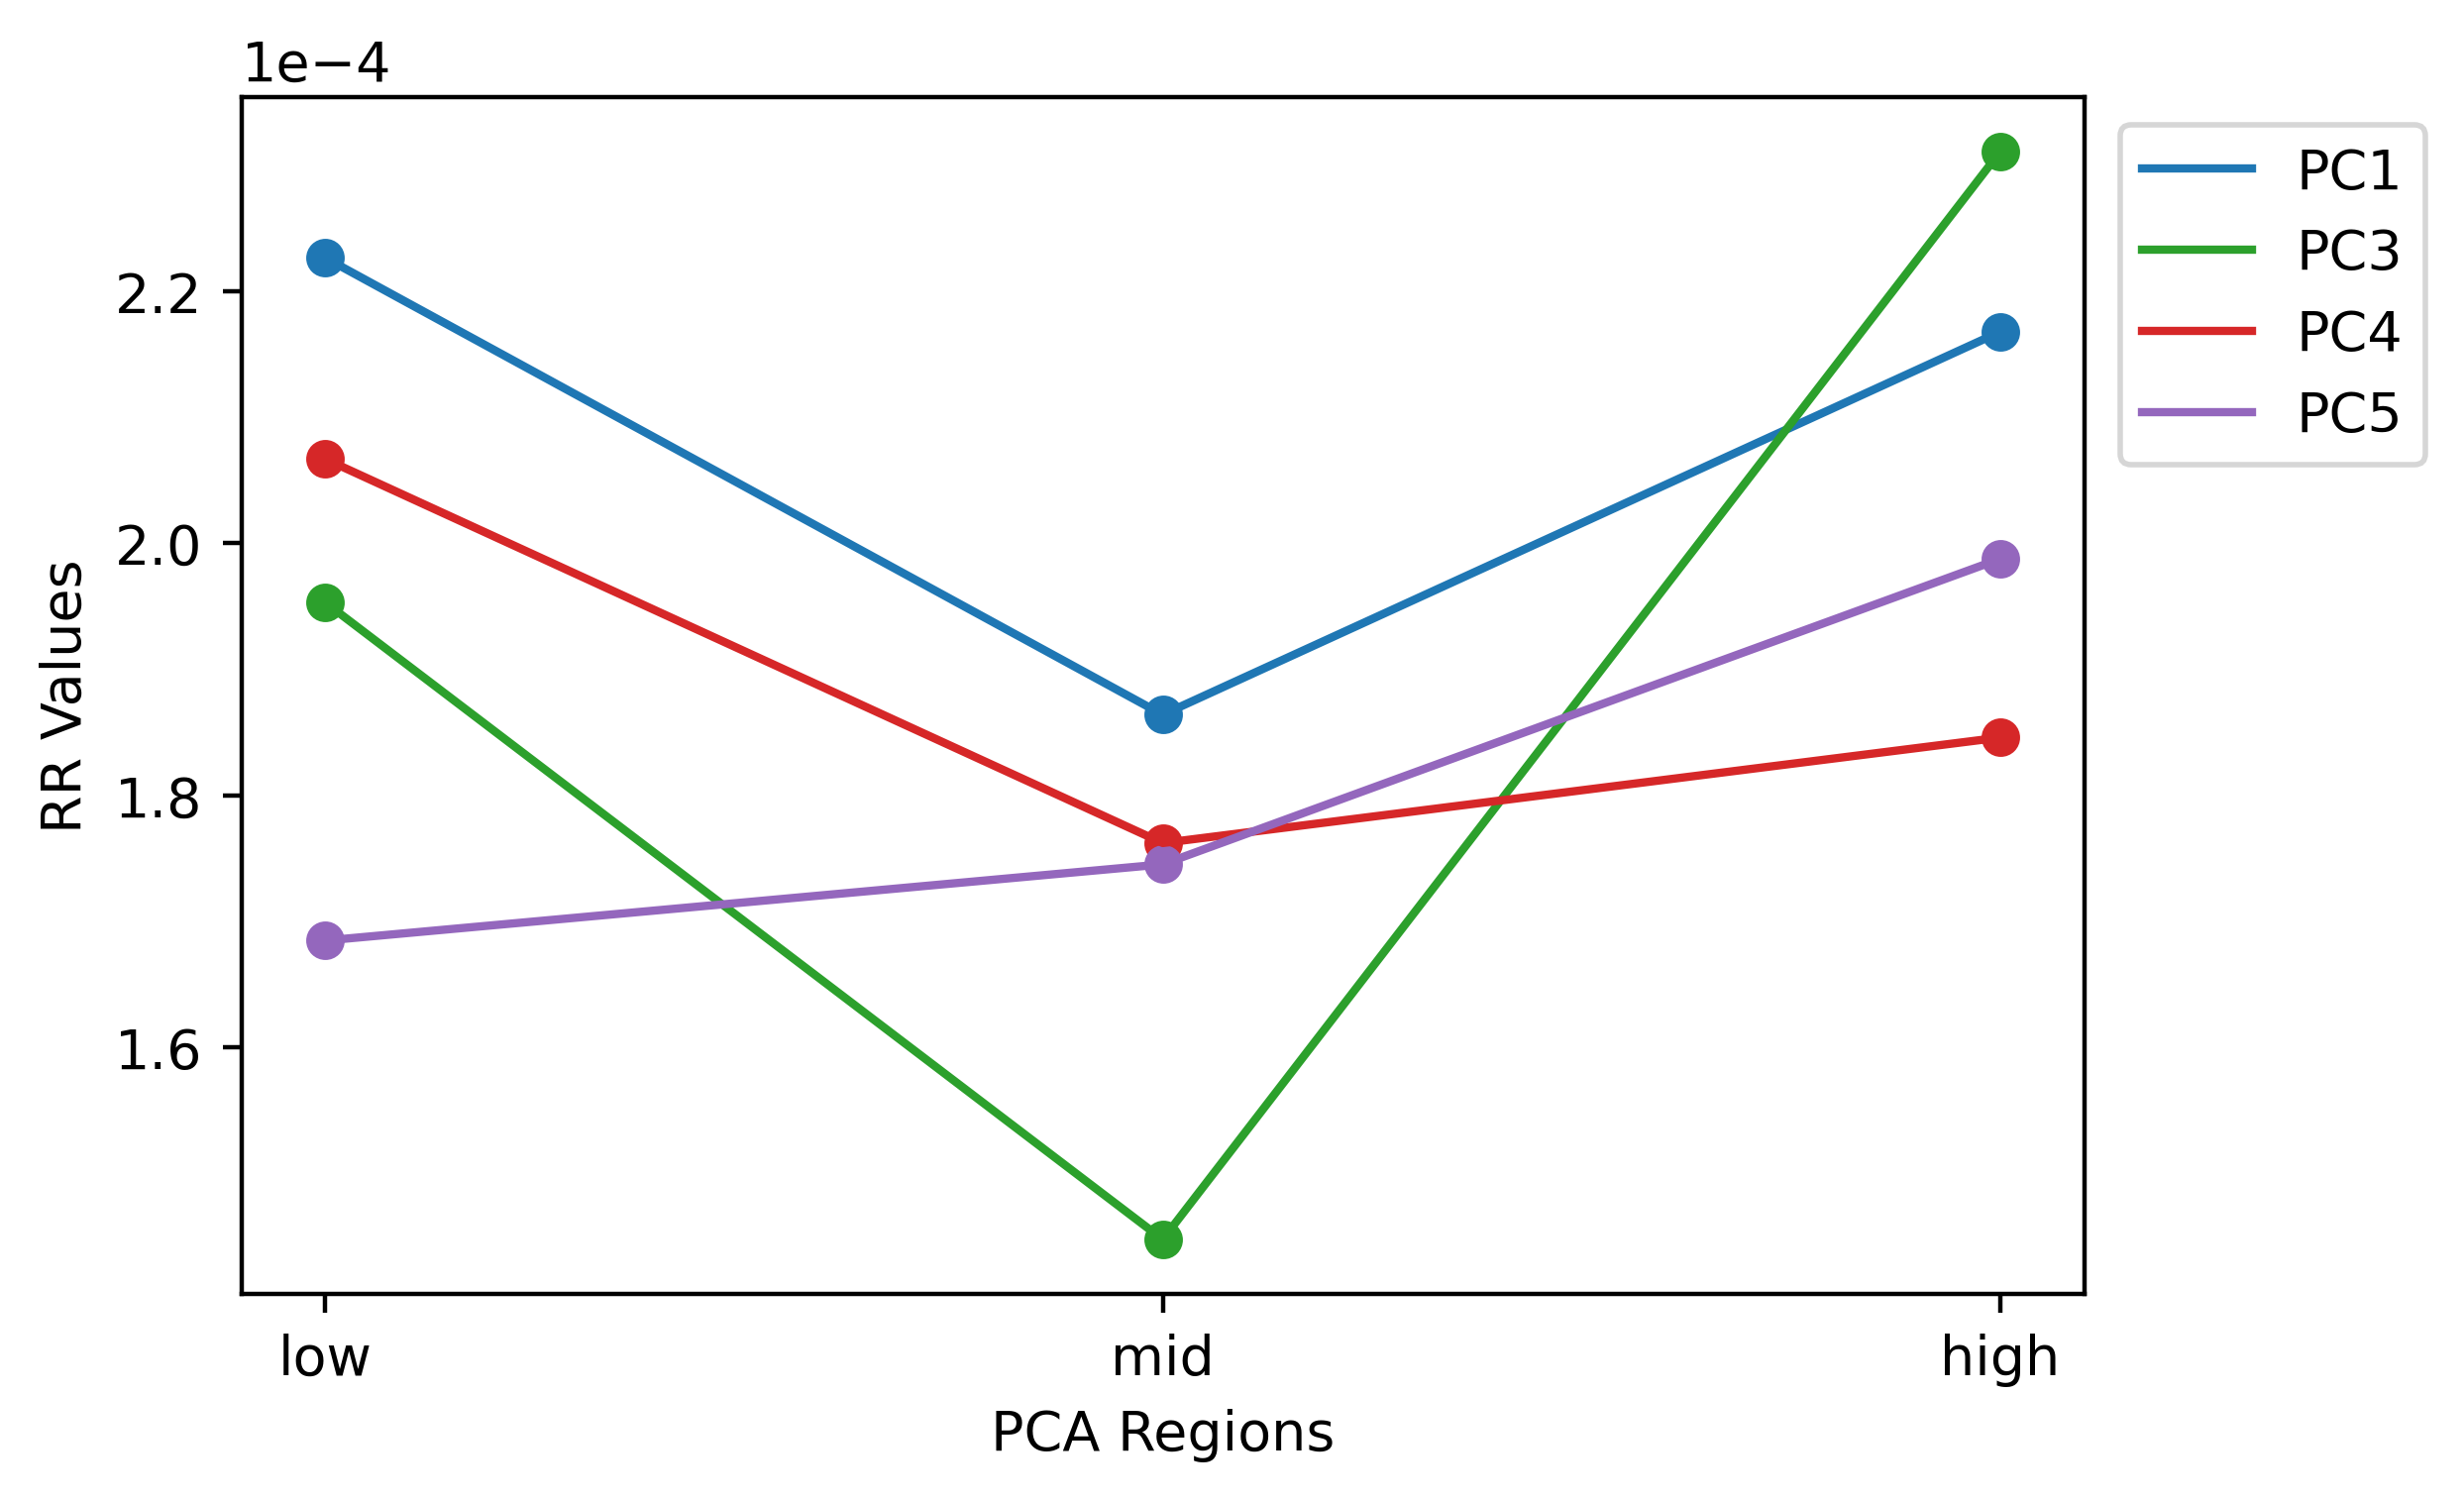 1e−4
2.2
2.0
1.8
1.6
RR Values
low
mid
high
PCA Regions
PC1
PC3
PC4
PC5